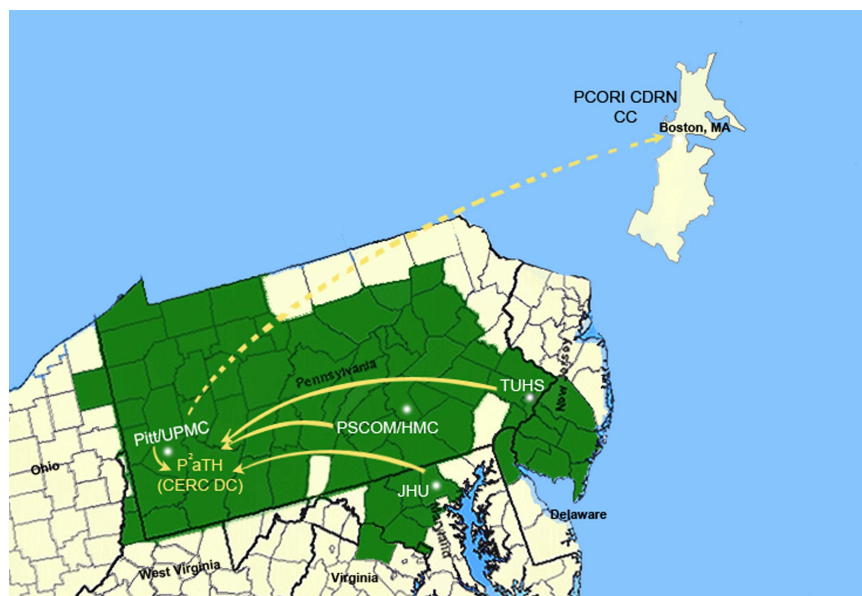 PCORI CDRN
CC
Boston, MA
Pennsylvania
New Jersey
TUHS
PSCOM/HMC
Pitt/UPMC
P²aTH
(CERC DC)
Ohio
JHU
Maryland
Delaware
West Virginia
Virginia